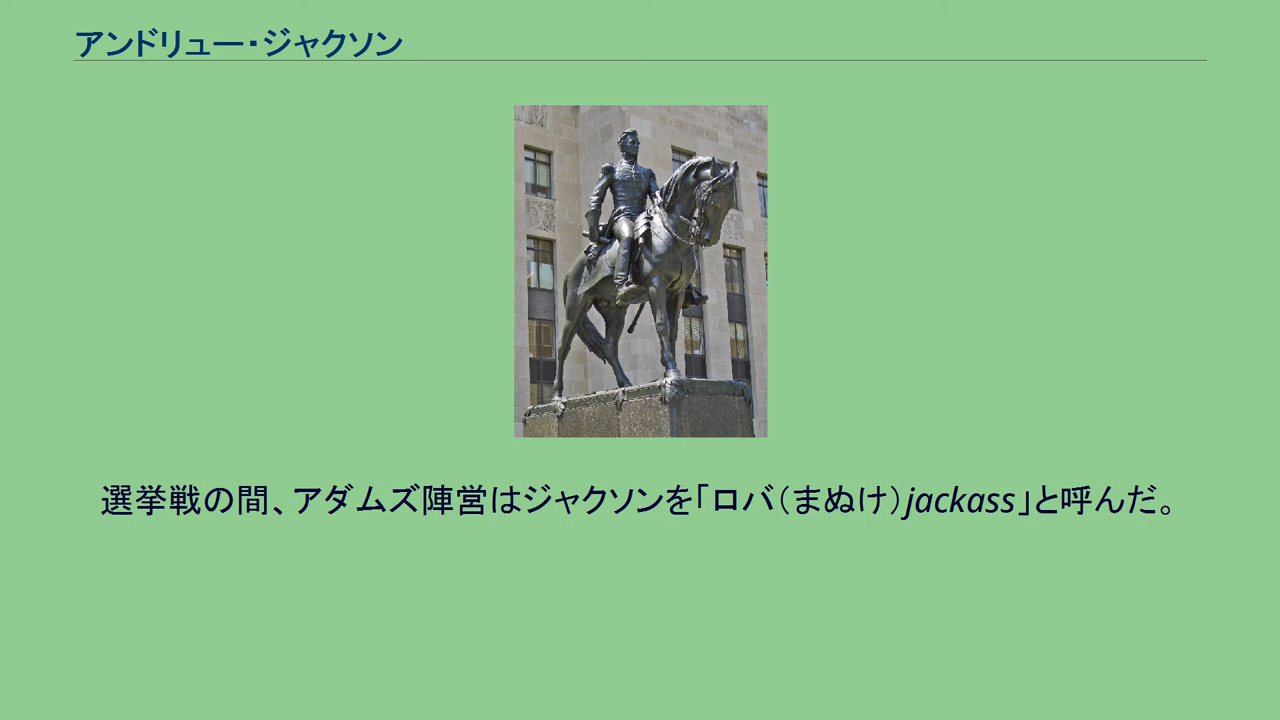 アンドリュー・ジャクソン
選挙戦の間、アダムズ陣営はジャクソンを「ロバ（まぬけ）jackass」と呼んだ。